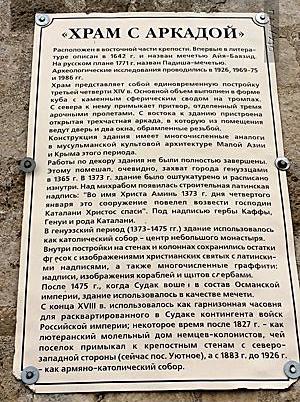 «ХРАМ С АРКАДОЙ»
Расположен в восточной части крепости. Впервые в литера-
туре описан в 1642 г. и назван мечетью Айя-Баязид.
На русском плане 1771 г. назван Падиша-мечетью.
Археологические исследования проводились в 1926, 1969-75
и 1986 гг.
Храм представляет собой единовременную постройку
третьей четверти XIV в. Основной объем выполнен в форме
куба с каменным сферическим сводом на тромпах.
С севера к нему примыкает притвор, отделенный тремя
арочными пролетами. С востока к зданию пристроена
открытая трехчастная аркада, в которую из помещения
ведут дверь и два окна, обрамленные резьбой.
Конструкция здания имеет многочисленные аналоги
в мусульманской культовой архитектуре Малой Азии
и Крыма этого периода.
Работы по декору здания не были полностью завершены.
Этому помешал, очевидно, захват города генуэзцами
в 1365 г. В 1373 г. здание было оштукатурено и расписано
изнутри. Над михрабом появилась строительная латинская
надпись: "Во имя Христа Аминь 1373 г. дня четвертого
января это сооружение повелел возвести господин
Каталани Христос спаси". Под надписью гербы Каффы,
Генуи и рода Каталани.
В генуэзский период (1373-1475 гг.) здание использовалось
как католический собор – центр небольшого монастыря.
Внутри постройки на стенах и колонках сохранились остатки
фресок с изображениями христианских святых с латински-
ми надписями, а также многочисленные граффити:
надписи, изображения кораблей и щитов с гербами.
После 1475 г., когда Судак вошел в состав Османской
империи, здание использовалось в качестве мечети.
С конца XVIII в. использовалось как гарнизонная часовня
для расквартированного в Судаке контингента войск
Российской империи; некоторое время после 1827 г. – как
лютеранский молельный дом немцев-колонистов, чей
поселок примыкал к крепостным стенам с северо-
западной стороны (сейчас пос. Уютное), а с 1883 г. до 1926 г.
– как армяно-католический собор.